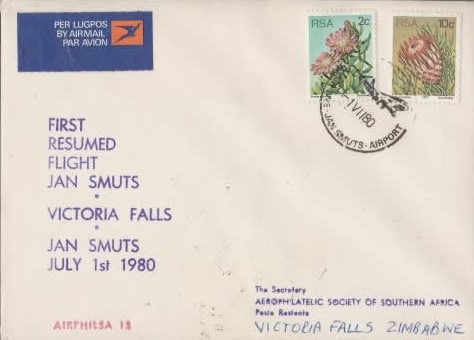 PER LUGPOS
BY AIRMAIL
PAR AVION
RSA 2c
RSA 10c
1 VII 80
JAN SMUTS · AIRPORT
FIRST
RESUMED
FLIGHT
JAN SMUTS
*
VICTORIA FALLS
*
JAN SMUTS
JULY 1st 1980
The Secretary
AEROPHILATELIC SOCIETY OF SOUTHERN AFRICA
Poste Restante
VICTORIA FALLS ZIMBABWE
AIRPHILSA 18